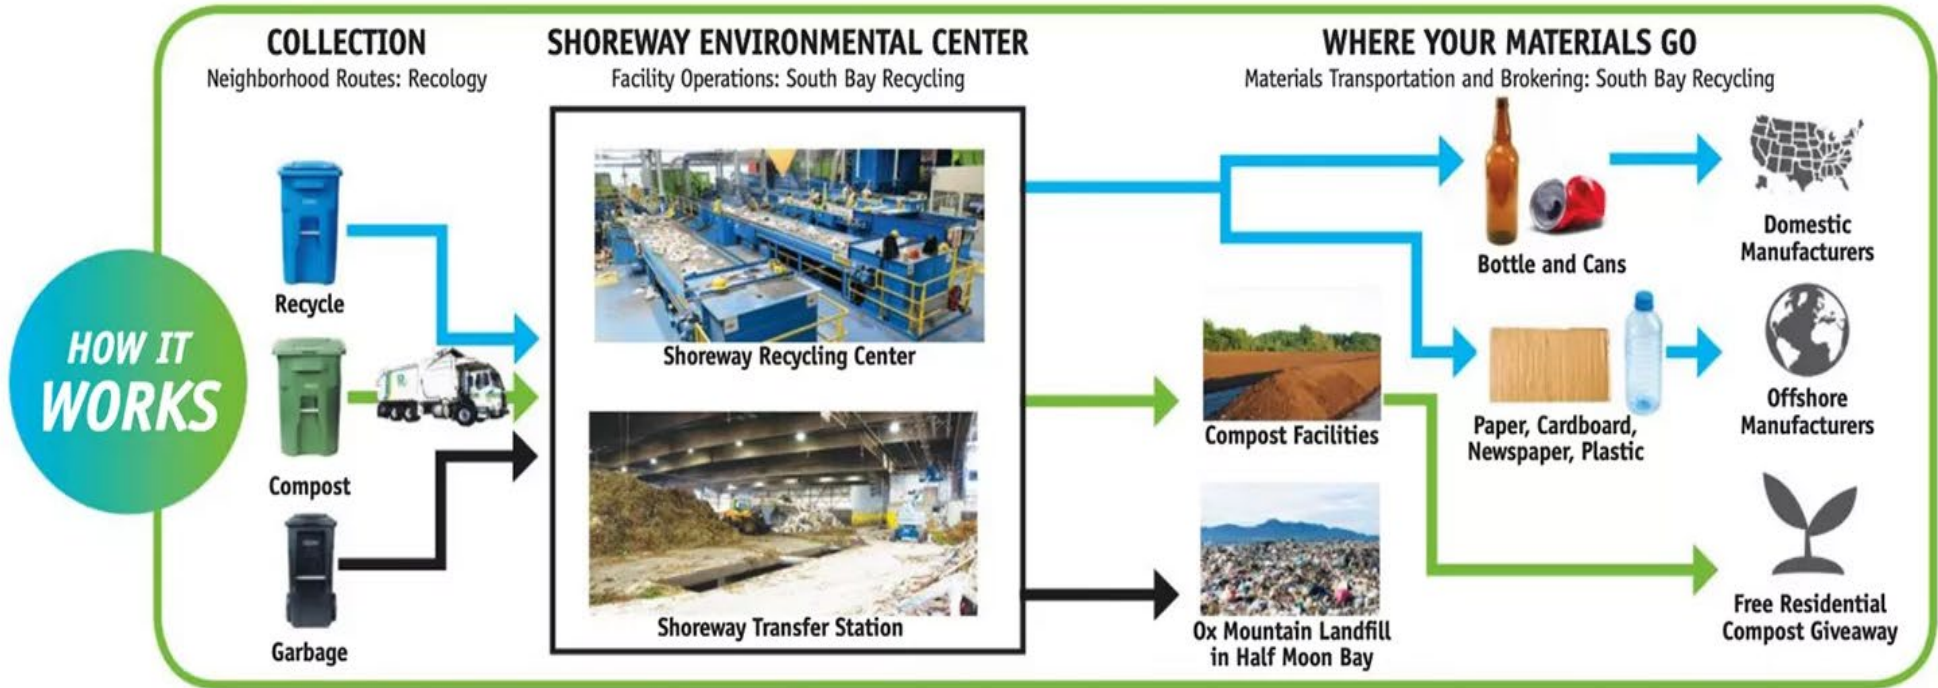 HOW IT
WORKS
COLLECTION
Neighborhood Routes: Recology
Recycle
Compost
Garbage
SHOREWAY ENVIRONMENTAL CENTER
Facility Operations: South Bay Recycling
Shoreway Recycling Center
Shoreway Transfer Station
WHERE YOUR MATERIALS GO
Materials Transportation and Brokering: South Bay Recycling
Bottle and Cans
Domestic
Manufacturers
Compost Facilities
Paper, Cardboard,
Newspaper, Plastic
Offshore
Manufacturers
Ox Mountain Landfill
in Half Moon Bay
Free Residential
Compost Giveaway